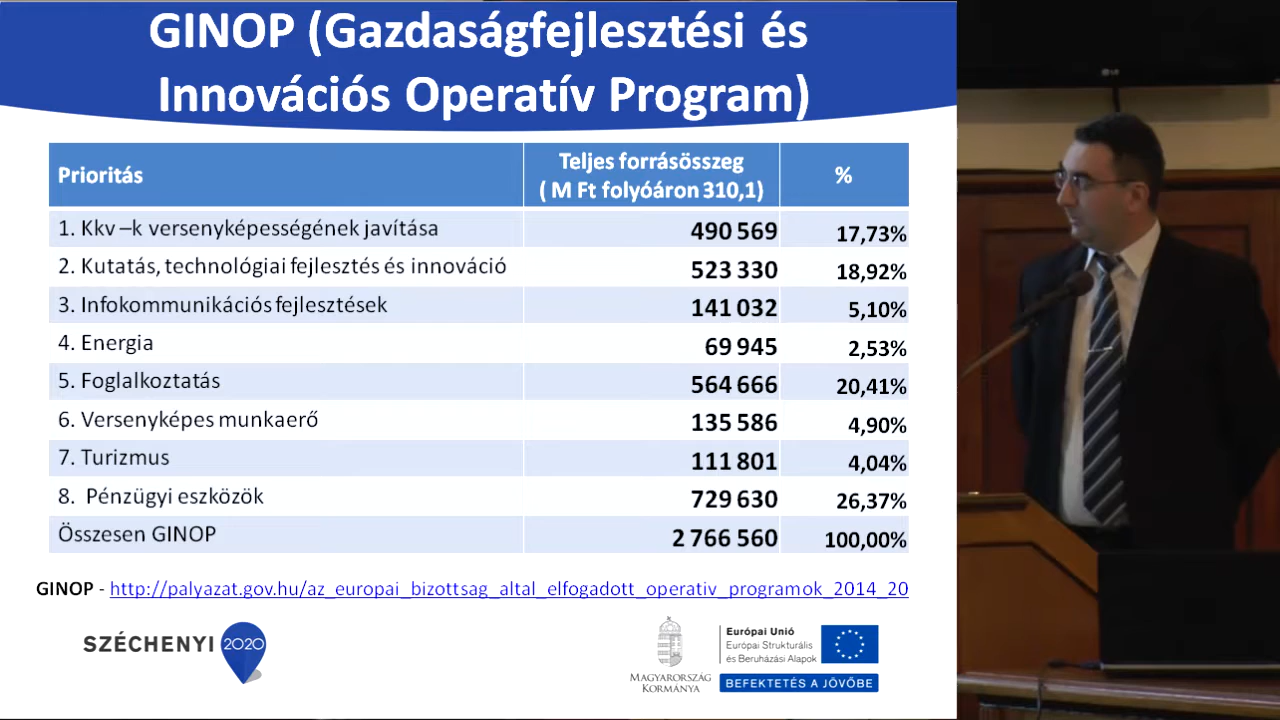 GINOP (Gazdaságfejlesztési és
Innovációs Operatív Program)
Prioritás
Teljes forrásösszeg
( M Ft folyóáron 310,1)
%
1. Kkv –k versenyképességének javítása 490 569 17,73%
2. Kutatás, technológiai fejlesztés és innováció 523 330 18,92%
3. Infokommunikációs fejlesztések 141 032 5,10%
4. Energia 69 945 2,53%
5. Foglalkoztatás 564 666 20,41%
6. Versenyképes munkaerő 135 586 4,90%
7. Turizmus 111 801 4,04%
8. Pénzügyi eszközök 729 630 26,37%
Összesen GINOP 2 766 560 100,00%
GINOP - http://palyazat.gov.hu/az_europai_bizottsag_altal_elfogadott_operativ_programok_2014_20
SZÉCHENYI 2020
MAGYARORSZÁG
KORMÁNYA
Európai Unió
Európai Strukturális
és Beruházási Alapok
BEFEKTETÉS A JÖVŐBE
LG